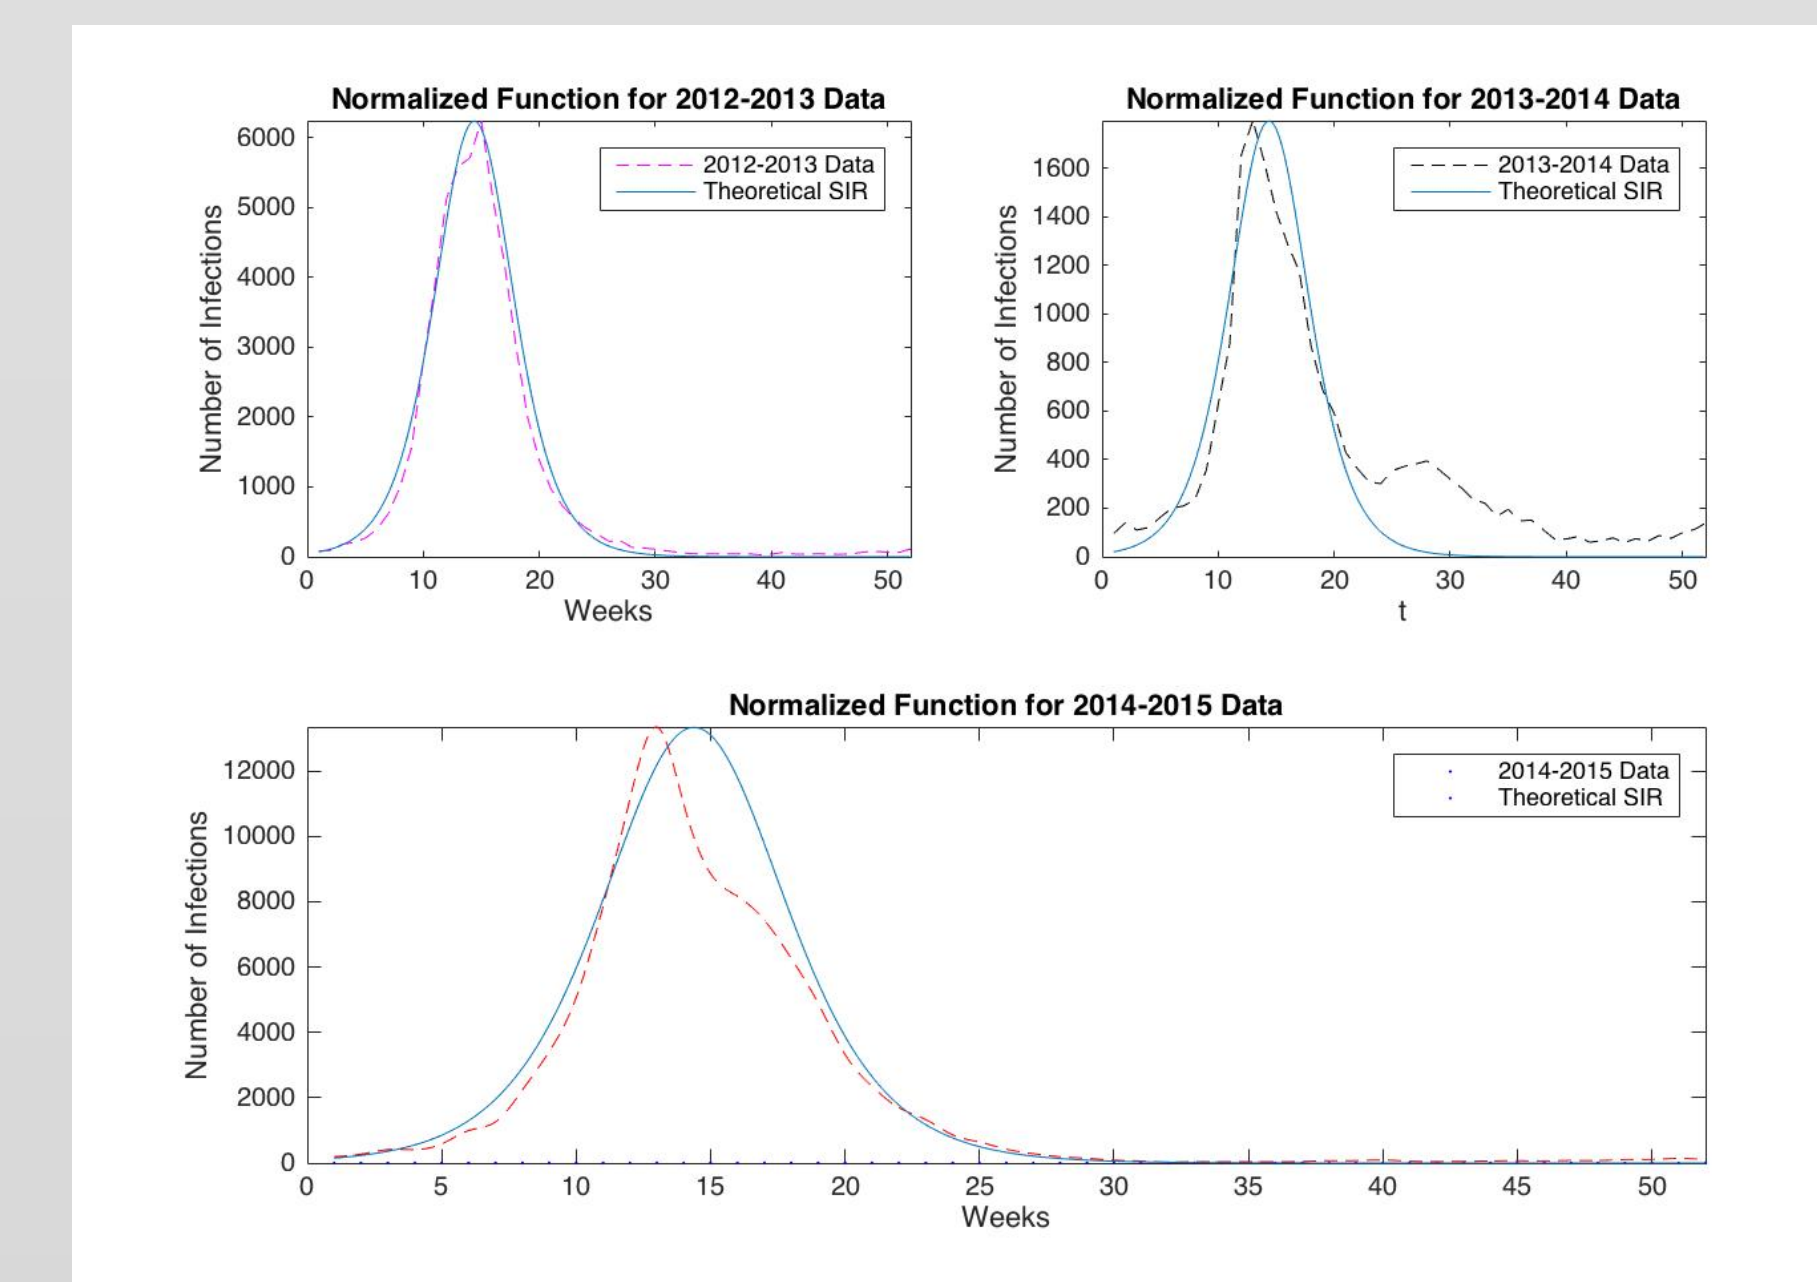 Normalized Function for 2012-2013 Data
Number of Infections
6000
5000
4000
3000
2000
1000
0
2012-2013 Data
Theoretical SIR
0 10 20 30 40 50
Weeks
Normalized Function for 2013-2014 Data
Number of Infections
1600
1400
1200
1000
800
600
400
200
0
2013-2014 Data
Theoretical SIR
0 10 20 30 40 50
t
Normalized Function for 2014-2015 Data
Number of Infections
12000
10000
8000
6000
4000
2000
0
2014-2015 Data
Theoretical SIR
0 5 10 15 20 25 30 35 40 45 50
Weeks